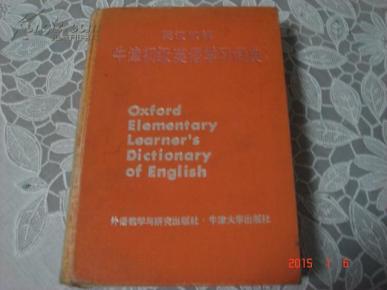 牛津初级英语学习词典
Oxford
Elementary
Learner's
Dictionary
of English
外语教学与研究出版社·牛津大学出版社
2015 1 6